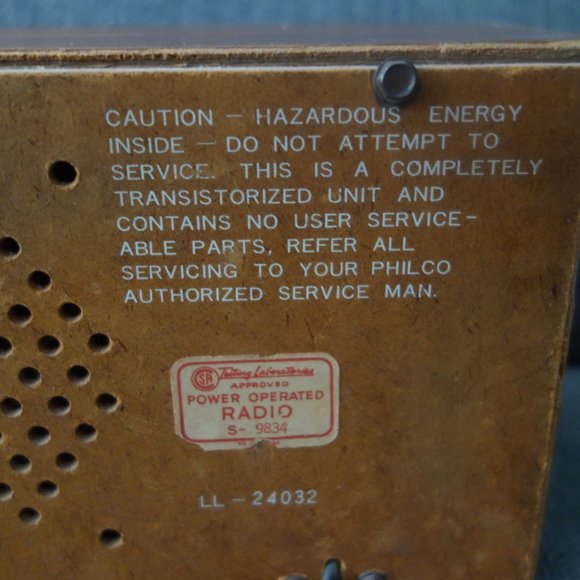 CAUTION — HAZARDOUS ENERGY
INSIDE — DO NOT ATTEMPT TO
SERVICE. THIS IS A COMPLETELY
TRANSISTORIZED UNIT AND
CONTAINS NO USER SERVICE-
ABLE PARTS, REFER ALL
SERVICING TO YOUR PHILCO
AUTHORIZED SERVICE MAN.
CSA Testing Laboratories
APPROVED
POWER OPERATED
RADIO
S- 9834
LL-24032